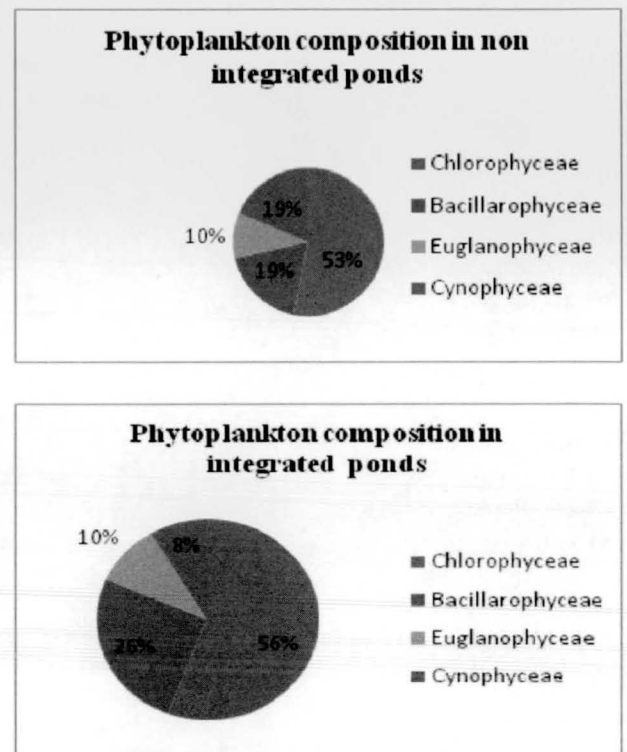 Phytoplankton composition in non
integrated ponds
19%
10%
53%
19%
Chlorophyceae
Bacillarophyceae
Euglanophyceae
Cynophyceae
Phytoplankton composition in
integrated ponds
10%
8%
26%
56%
Chlorophyceae
Bacillarophyceae
Euglanophyceae
Cynophyceae